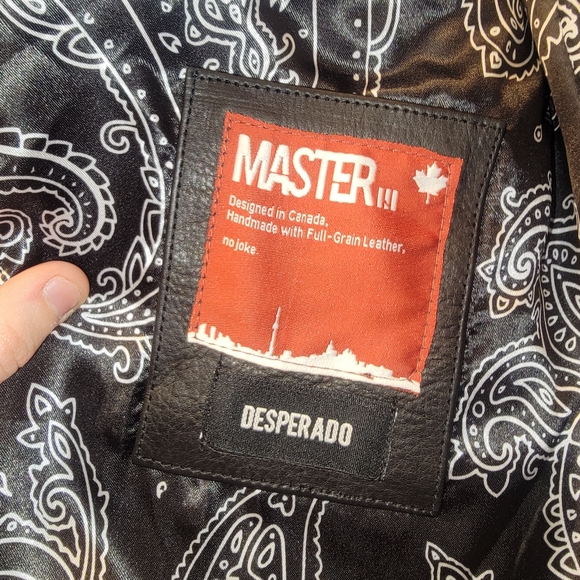 MASTER
Designed in Canada,
Handmade with Full-Grain Leather,
no joke.
DESPERADO